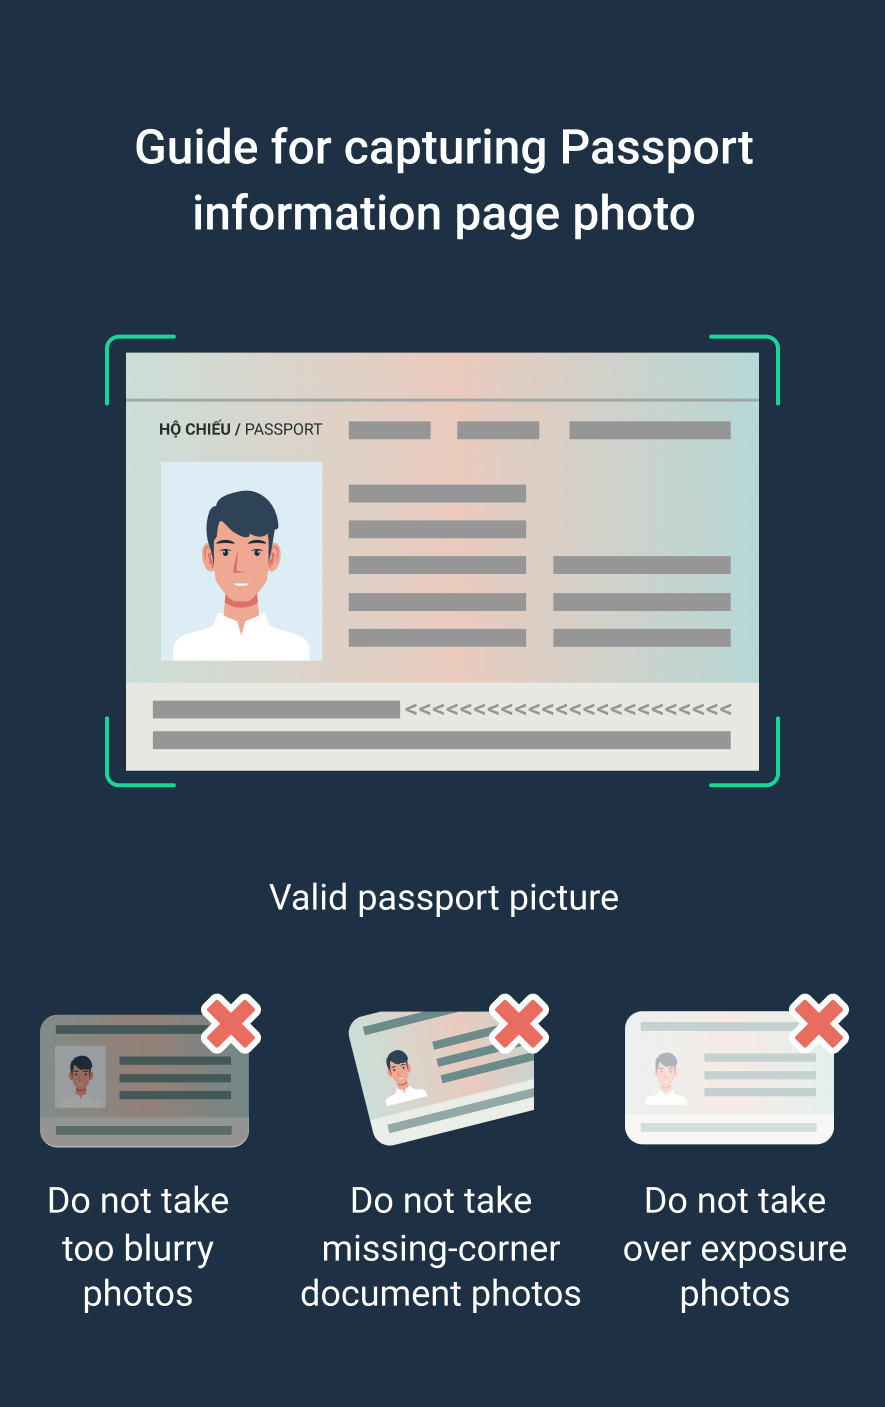 Guide for capturing Passport
information page photo
HỘ CHIẾU / PASSPORT
<<<<<<<<<<<<<<<<<<<<<<<<
Valid passport picture
Do not take
too blurry
photos
Do not take
missing-corner
document photos
Do not take
over exposure
photos